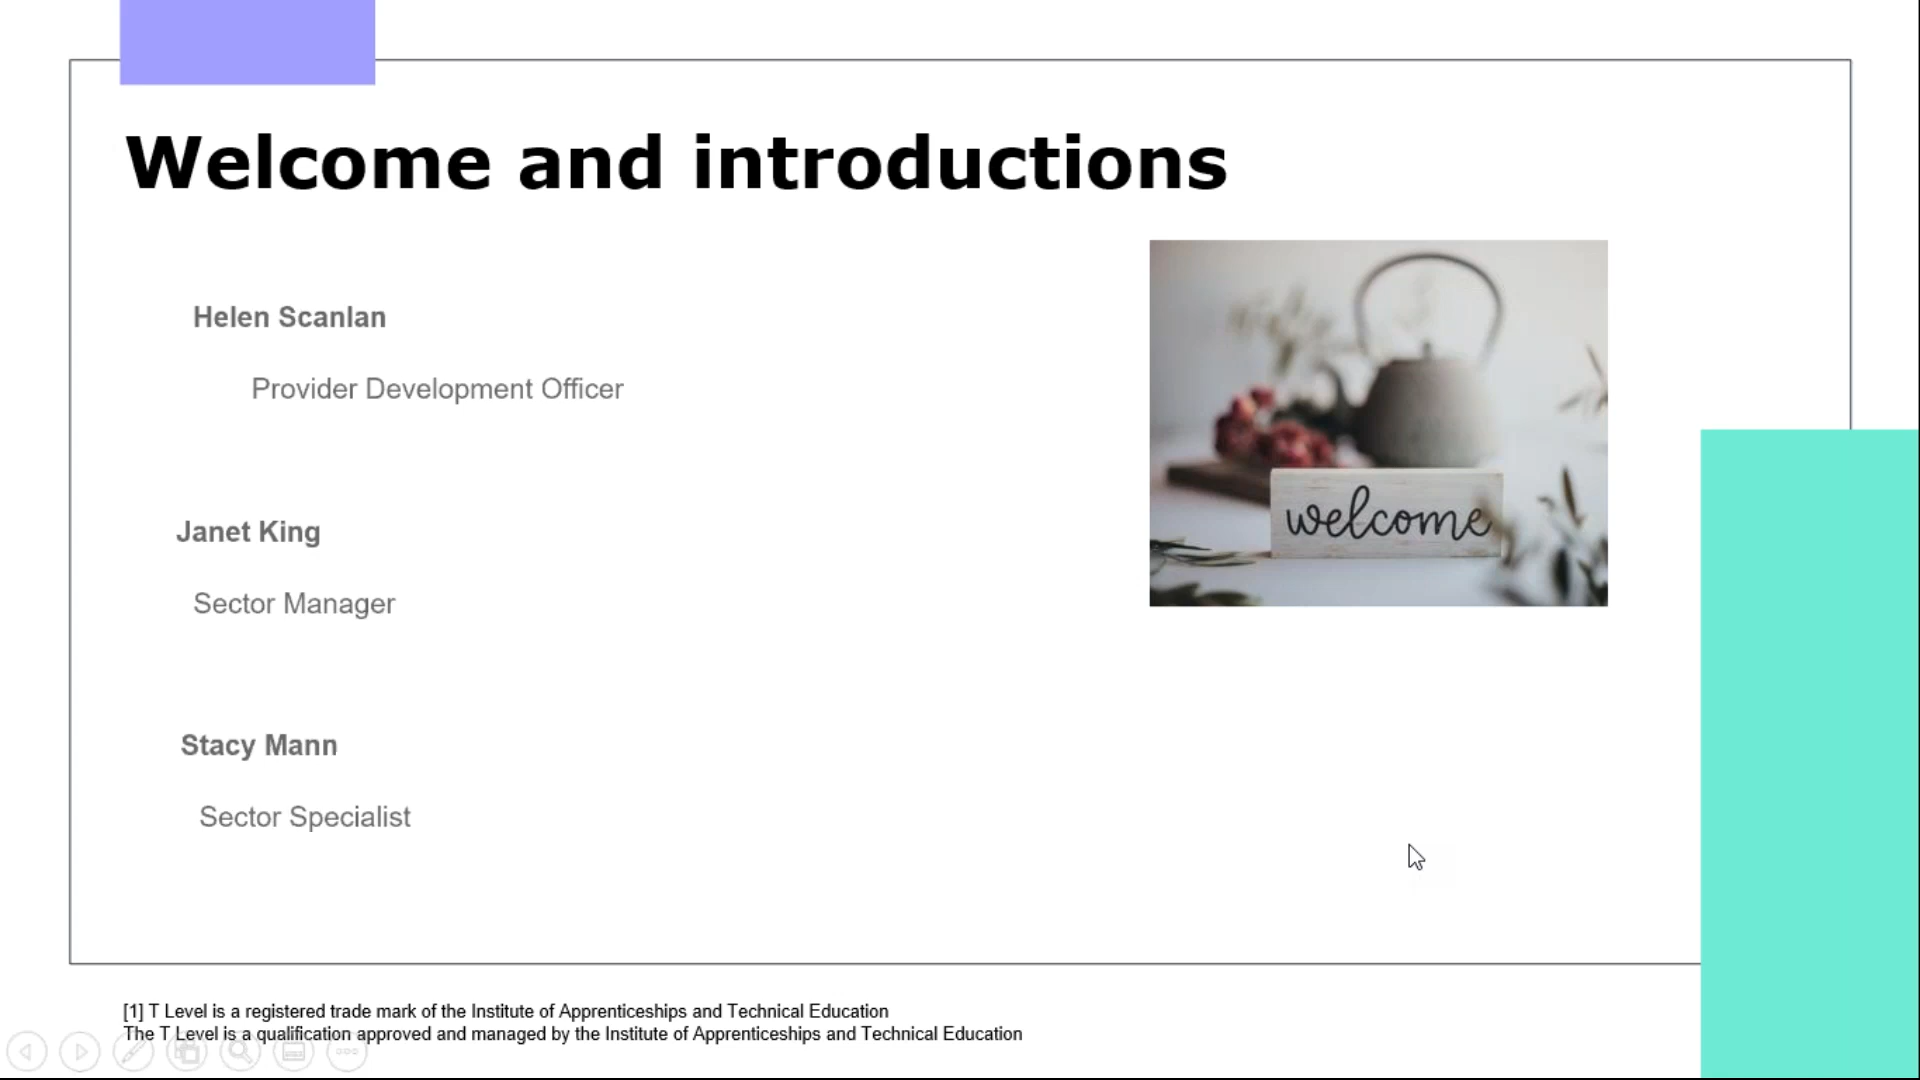 Welcome and introductions
Helen Scanlan
Provider Development Officer
Janet King
Sector Manager
Stacy Mann
Sector Specialist
welcome
[1] T Level is a registered trade mark of the Institute of Apprenticeships and Technical Education
The T Level is a qualification approved and managed by the Institute of Apprenticeships and Technical Education